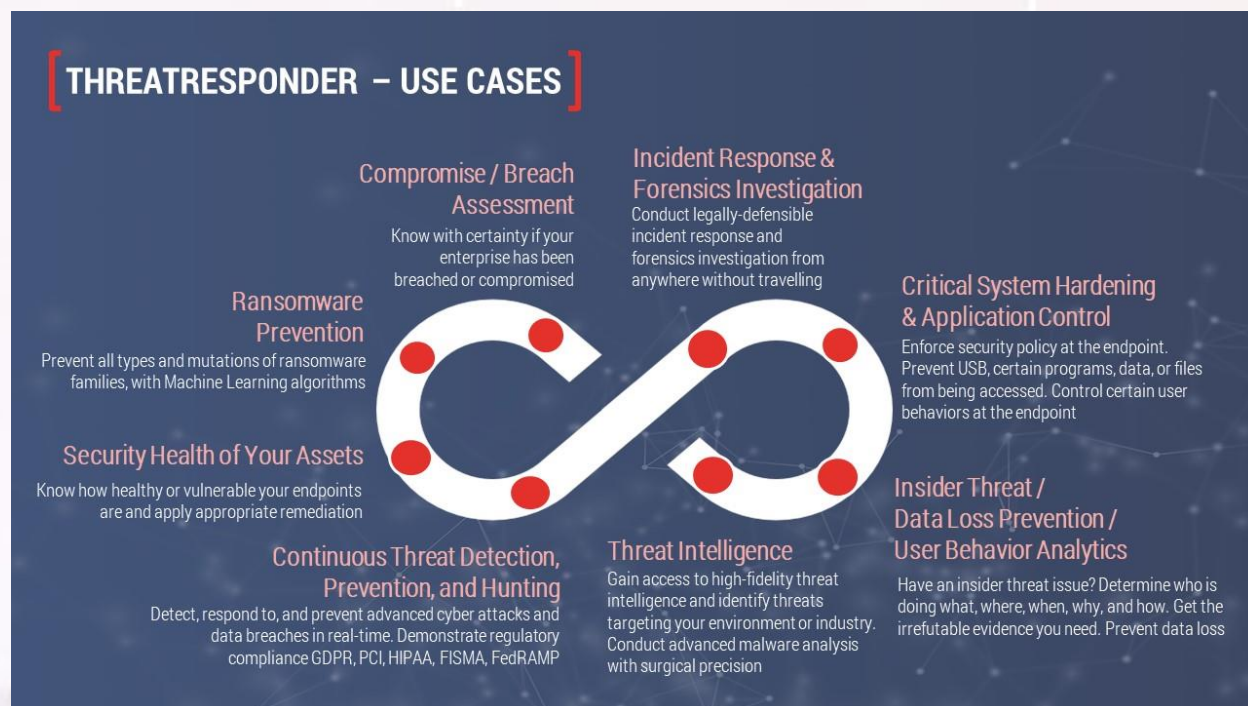 [ THREATRESPONDER – USE CASES ]
Compromise / Breach
Assessment
Know with certainty if your
enterprise has been
breached or compromised
Incident Response &
Forensics Investigation
Conduct legally-defensible
incident response and
forensics investigation from
anywhere without travelling
Ransomware
Prevention
Prevent all types and mutations of ransomware
families, with Machine Learning algorithms
Critical System Hardening
& Application Control
Enforce security policy at the endpoint.
Prevent USB, certain programs, data, or files
from being accessed. Control certain user
behaviors at the endpoint
Security Health of Your Assets
Know how healthy or vulnerable your endpoints
are and apply appropriate remediation
Insider Threat /
Data Loss Prevention /
User Behavior Analytics
Have an insider threat issue? Determine who is
doing what, where, when, why, and how. Get the
irrefutable evidence you need. Prevent data loss
Continuous Threat Detection,
Prevention, and Hunting
Detect, respond to, and prevent advanced cyber attacks and
data breaches in real-time. Demonstrate regulatory
compliance GDPR, PCI, HIPAA, FISMA, FedRAMP
Threat Intelligence
Gain access to high-fidelity threat
intelligence and identify threats
targeting your environment or industry.
Conduct advanced malware analysis
with surgical precision